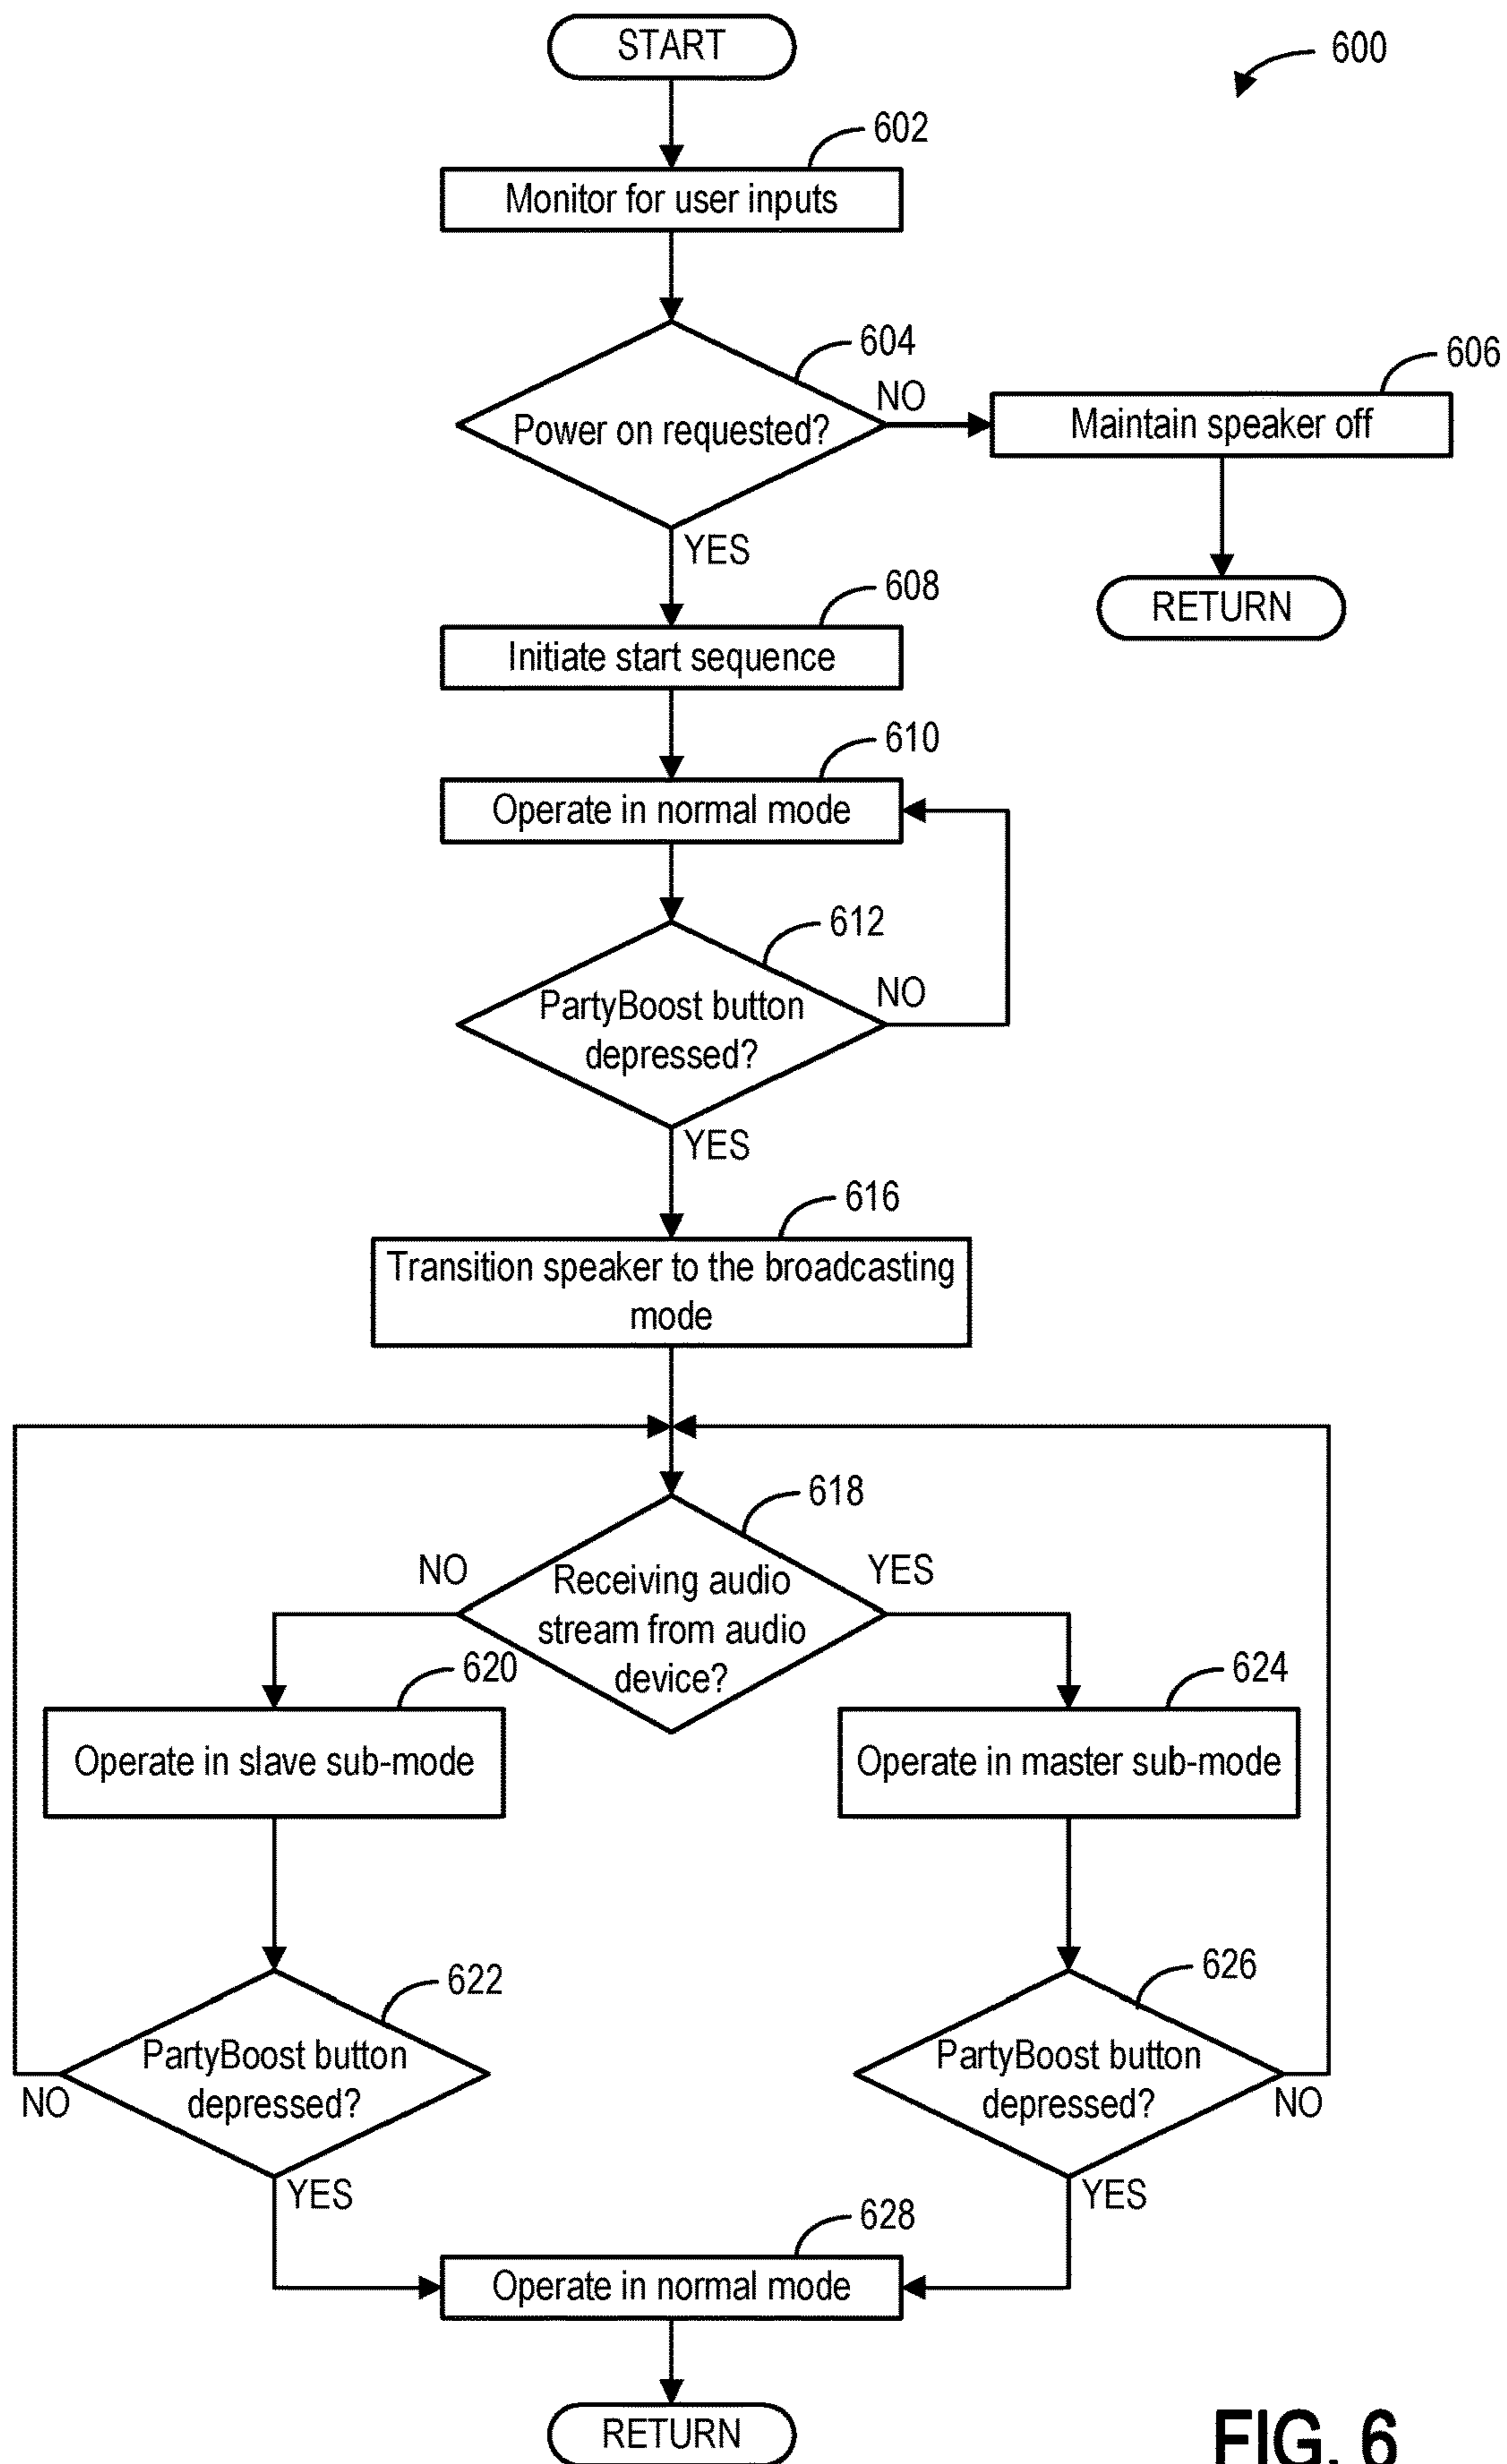 START
600
602
Monitor for user inputs
604
Power on requested?
NO
606
Maintain speaker off
YES
RETURN
608
Initiate start sequence
610
Operate in normal mode
612
PartyBoost button
depressed?
NO
YES
616
Transition speaker to the broadcasting
mode
618
NO
Receiving audio
stream from audio
device?
YES
620
Operate in slave sub-mode
624
Operate in master sub-mode
622
PartyBoost button
depressed?
NO
YES
626
PartyBoost button
depressed?
NO
YES
628
Operate in normal mode
RETURN
FIG. 6